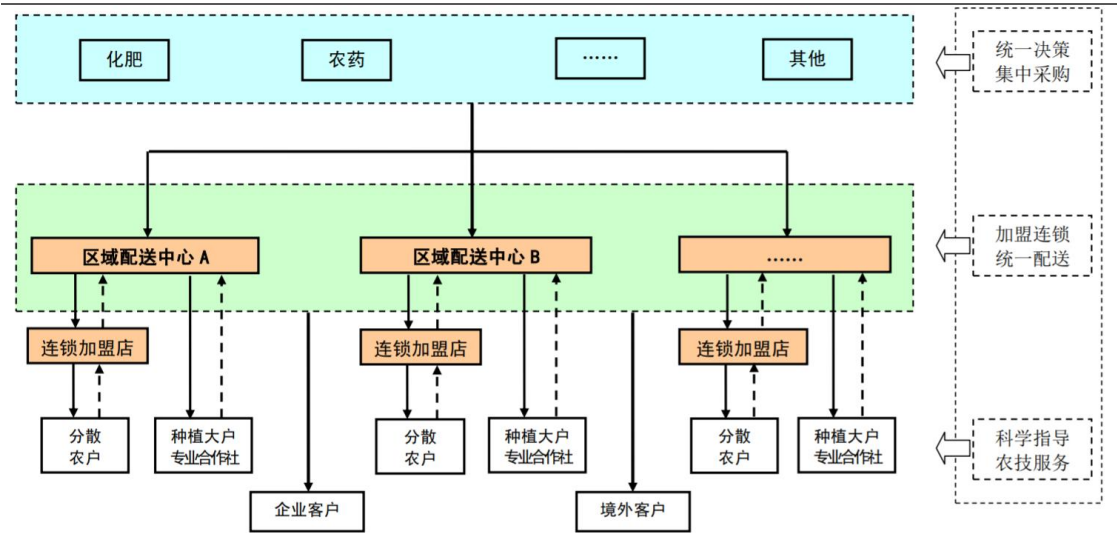 化肥
农药
······
其他
统一决策
集中采购
区域配送中心 A
区域配送中心 B
······
加盟连锁
统一配送
连锁加盟店
连锁加盟店
连锁加盟店
分散
农户
种植大户
专业合作社
分散
农户
种植大户
专业合作社
分散
农户
种植大户
专业合作社
科学指导
农技服务
企业客户
境外客户